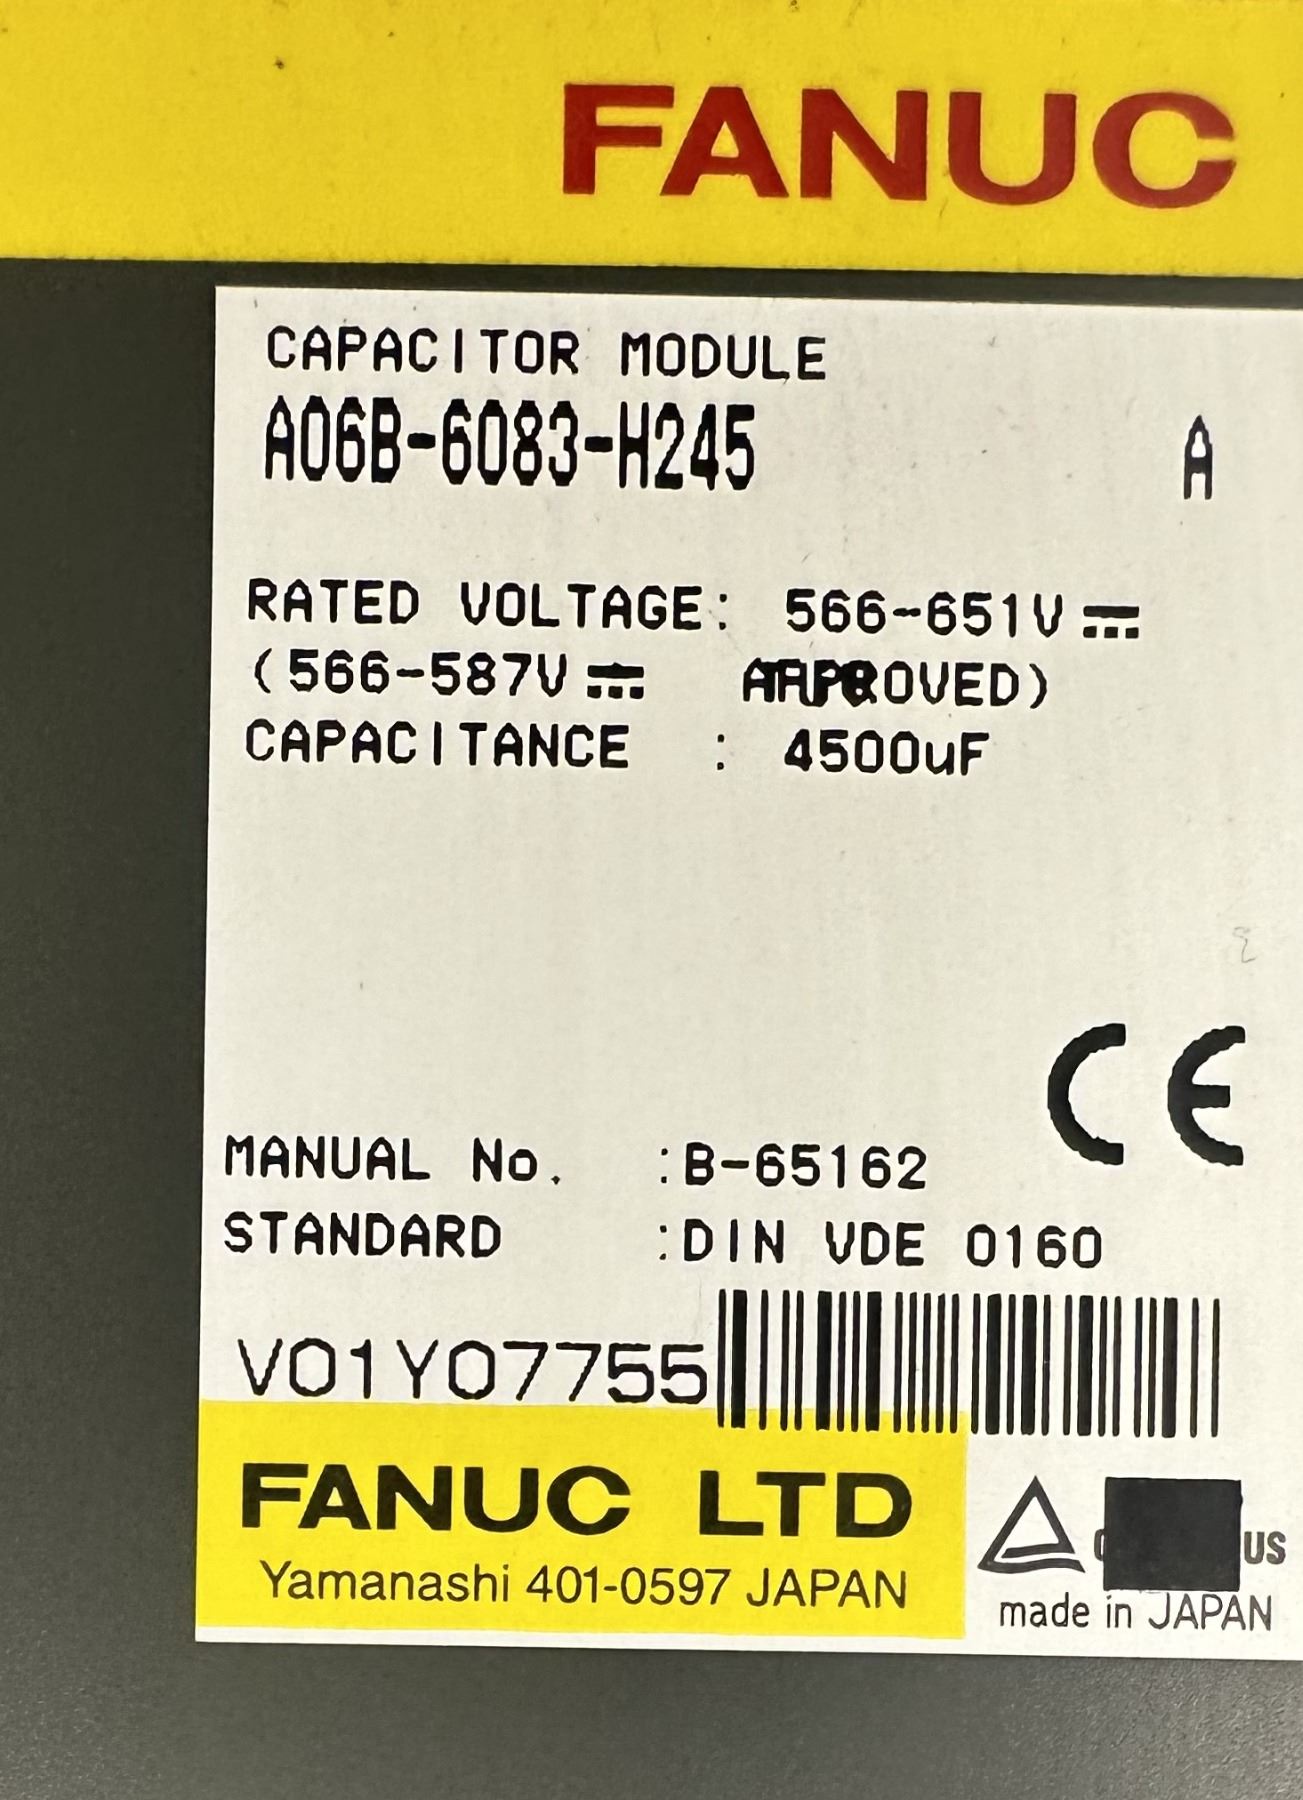 FANUC
CAPACITOR MODULE
A06B-6083-H245 A
RATED VOLTAGE: 566-651V
(566-587V APPROVED)
CAPACITANCE : 4500uF
CE
MANUAL No. :B-65162
STANDARD :DIN VDE 0160
V01Y07755
FANUC LTD
Yamanashi 401-0597 JAPAN
US
made in JAPAN